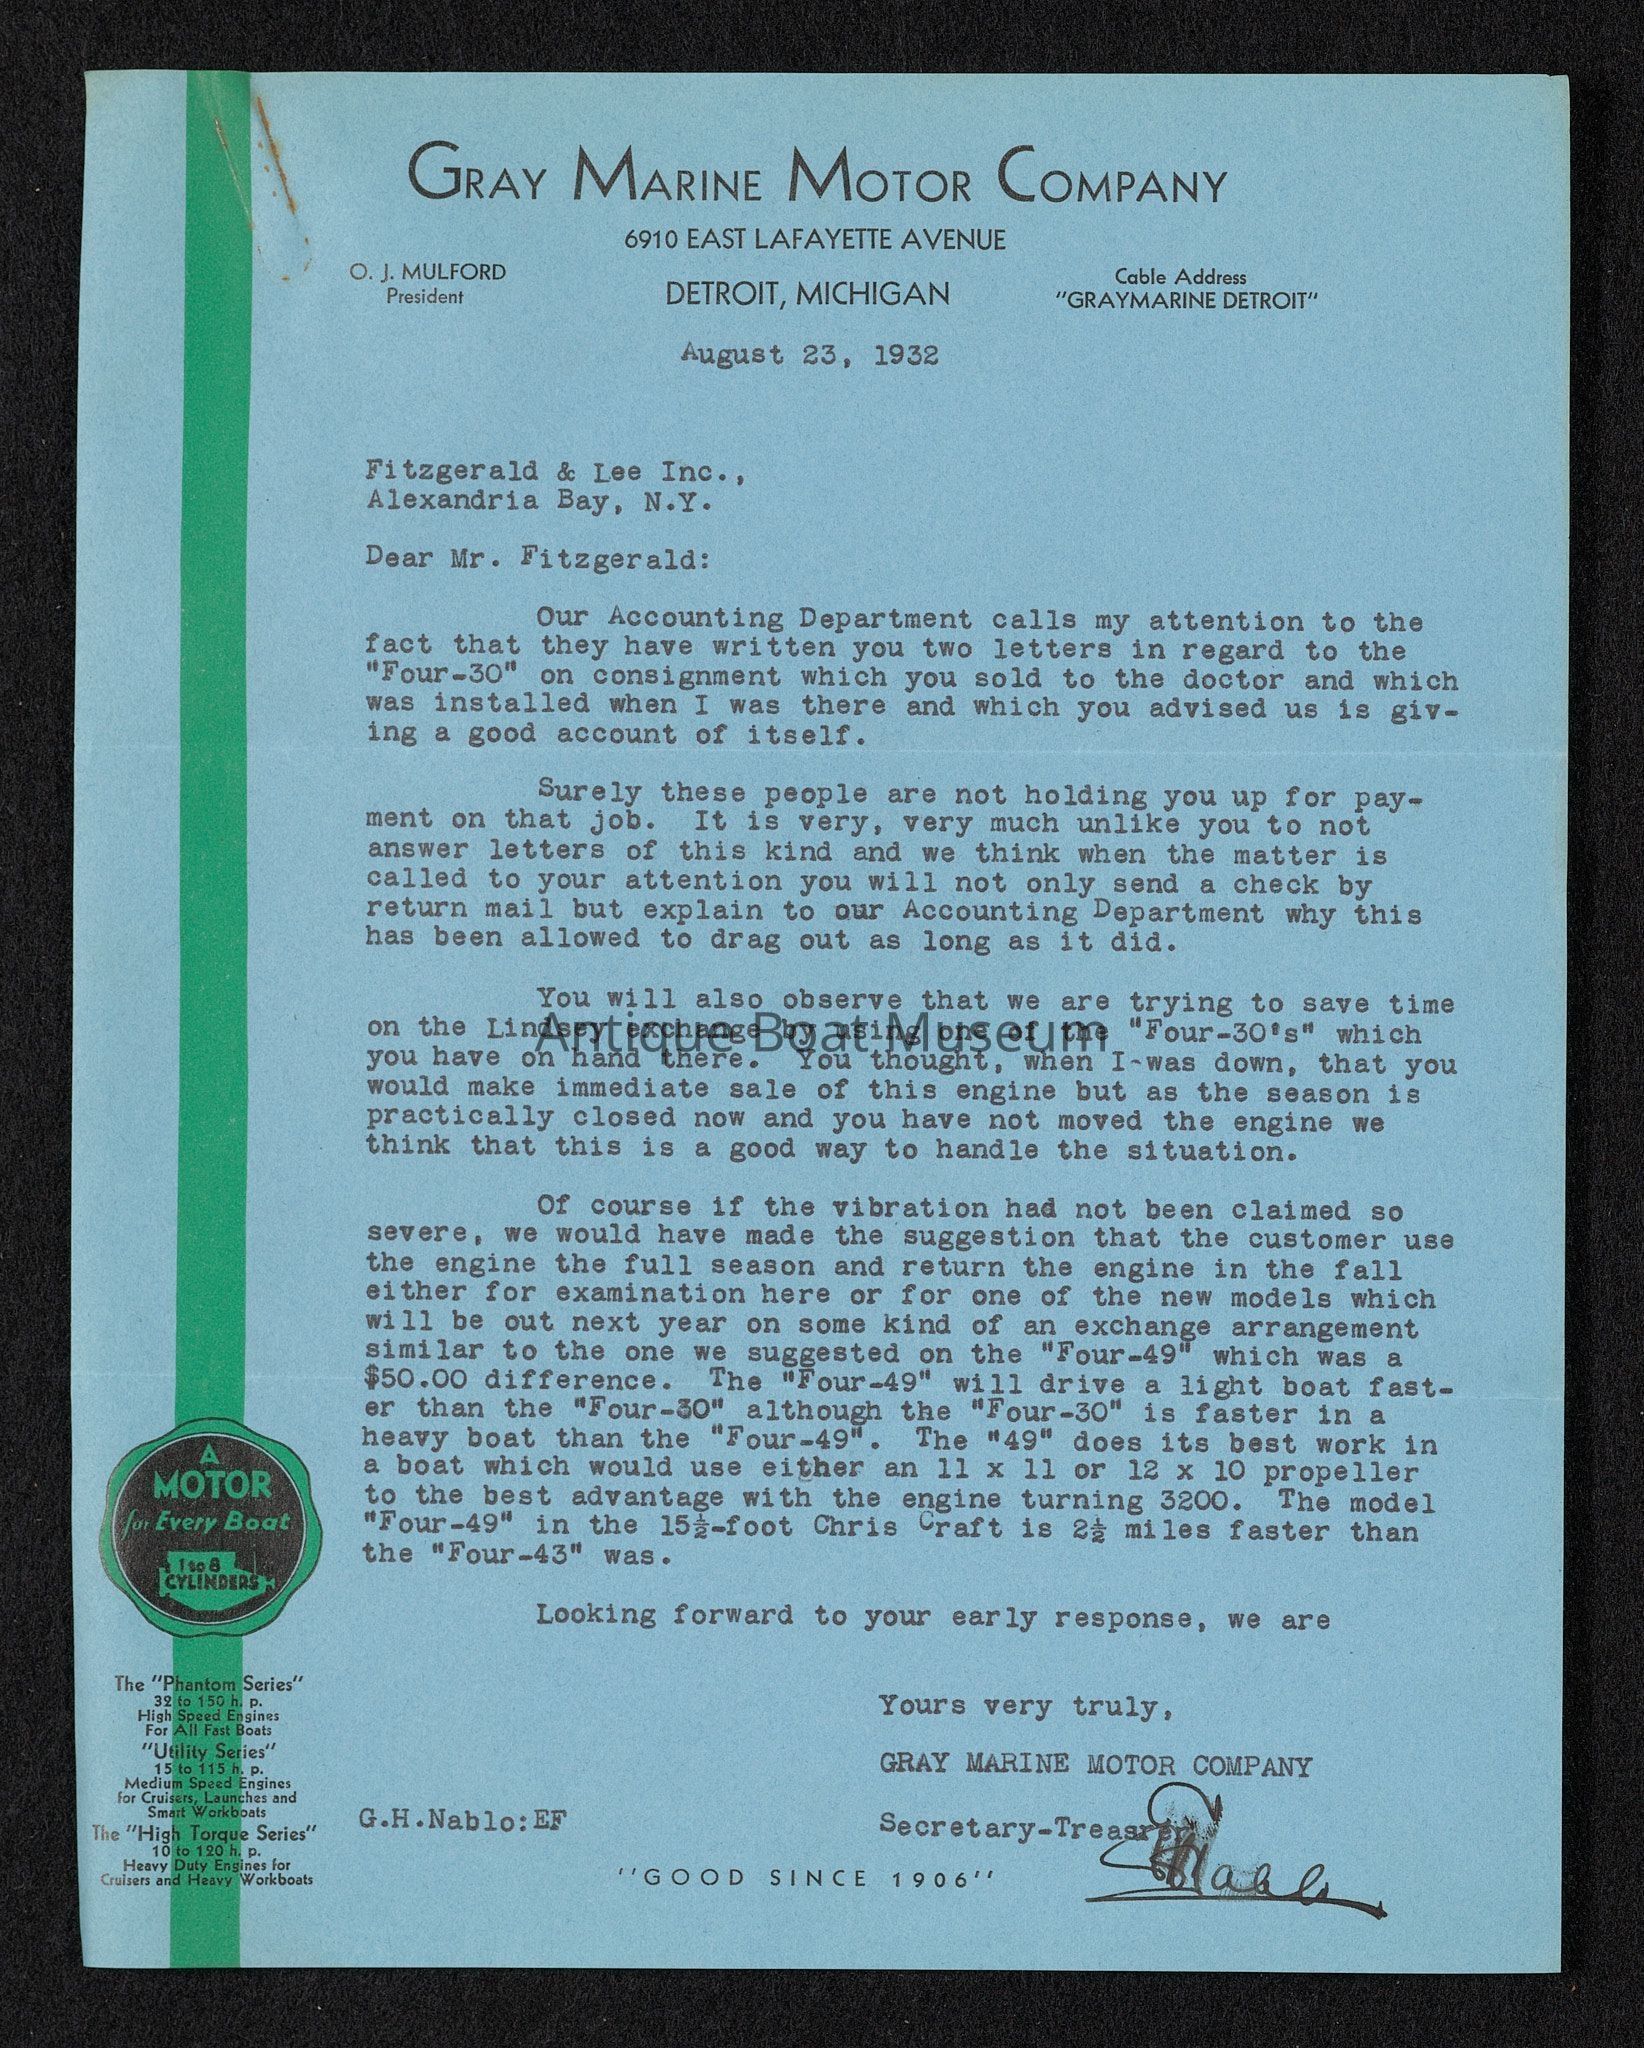 GRAY MARINE MOTOR COMPANY
6910 EAST LAFAYETTE AVENUE
O. J. MULFORD
President
DETROIT, MICHIGAN
Cable Address
"GRAYMARINE DETROIT"
August 23, 1932
Fitzgerald & Lee Inc.,
Alexandria Bay, N.Y.
Dear Mr. Fitzgerald:
Our Accounting Department calls my attention to the
fact that they have written you two letters in regard to the
"Four-30" on consignment which you sold to the doctor and which
was installed when I was there and which you advised us is giv-
ing a good account of itself.
Surely these people are not holding you up for pay-
ment on that job. It is very, very much unlike you to not
answer letters of this kind and we think when the matter is
called to your attention you will not only send a check by
return mail but explain to our Accounting Department why this
has been allowed to drag out as long as it did.
You will also observe that we are trying to save time
on the Lindsey exchange by using one of the "Four-30's" which
Antique Boat Museum
you have on hand there. You thought, when I was down, that you
would make immediate sale of this engine but as the season is
practically closed now and you have not moved the engine we
think that this is a good way to handle the situation.
Of course if the vibration had not been claimed so
severe, we would have made the suggestion that the customer use
the engine the full season and return the engine in the fall
either for examination here or for one of the new models which
will be out next year on some kind of an exchange arrangement
similar to the one we suggested on the "Four-49" which was a
$50.00 difference. The "Four-49" will drive a light boat fast-
er than the "Four-30" although the "Four-30" is faster in a
heavy boat than the "Four-49". The "49" does its best work in
a boat which would use either an 11 x 11 or 12 x 10 propeller
to the best advantage with the engine turning 3200. The model
"Four-49" in the 15½-foot Chris Craft is 2½ miles faster than
the "Four-43" was.
Looking forward to your early response, we are
Yours very truly,
GRAY MARINE MOTOR COMPANY
G.H.Nablo:EF
Secretary-Treasrer
GHNablo
"GOOD SINCE 1906"
A
MOTOR
for Every Boat
1 to 8
CYLINDERS
The "Phantom Series"
32 to 150 h. p.
High Speed Engines
For All Fast Boats
"Utility Series"
15 to 115 h. p.
Medium Speed Engines
for Cruisers, Launches and
Smart Workboats
The "High Torque Series"
10 to 120 h. p.
Heavy Duty Engines for
Cruisers and Heavy Workboats